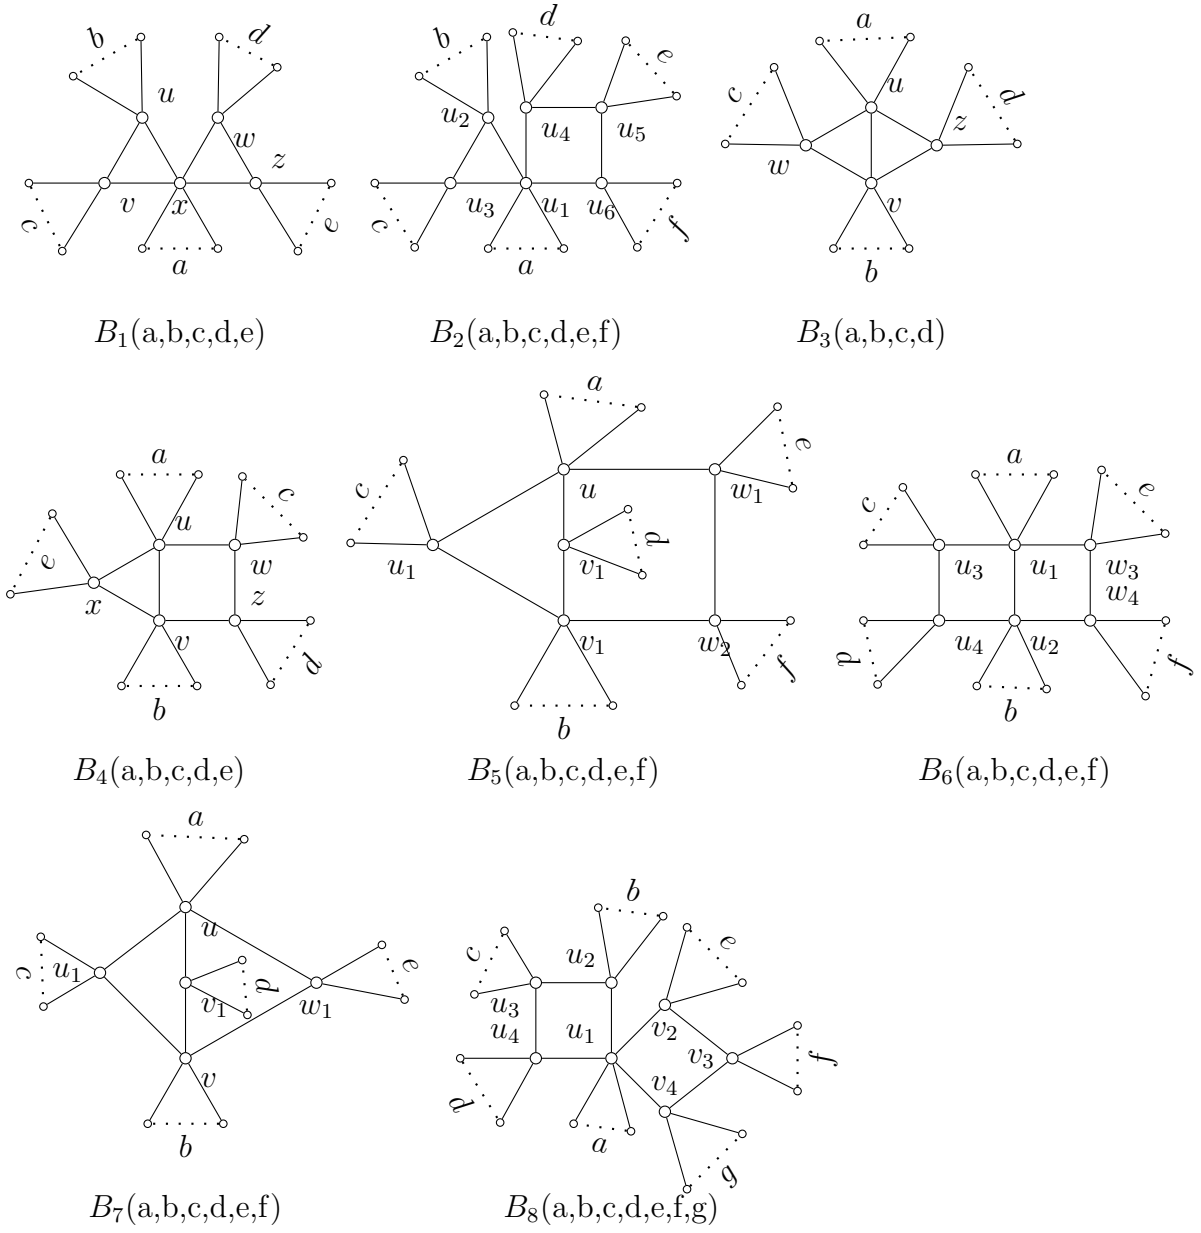 b d b d e a
u u₂ u₄ u₅ u c d
w z w z
v x u₃ u₁ u₆ v
c a e c a f b
B₁(a,b,c,d,e) B₂(a,b,c,d,e,f) B₃(a,b,c,d)
a
a e
c e c
u₁ u v₁ d w₁
v₁ w₂
b f
a c e
u w u₃ u₁ w₃
e x v z u₄ u₂ w₄
b d d b f
B₄(a,b,c,d,e) B₅(a,b,c,d,e,f) B₆(a,b,c,d,e,f)
a
u
c u₁ v₁ d w₁ e
v
b
b
c u₂ e
u₃ v₂
u₄ u₁ v₃ f
v₄
d a g
B₇(a,b,c,d,e,f) B₈(a,b,c,d,e,f,g)